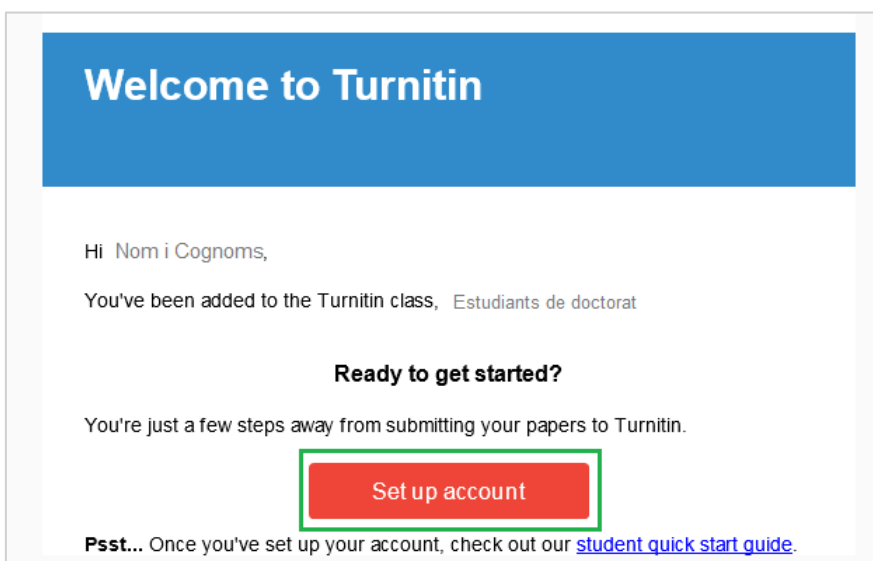 Welcome to Turnitin
Hi Nom i Cognoms,
You've been added to the Turnitin class, Estudiants de doctorat
Ready to get started?
You're just a few steps away from submitting your papers to Turnitin.
Set up account
Psst... Once you've set up your account, check out our student quick start guide.